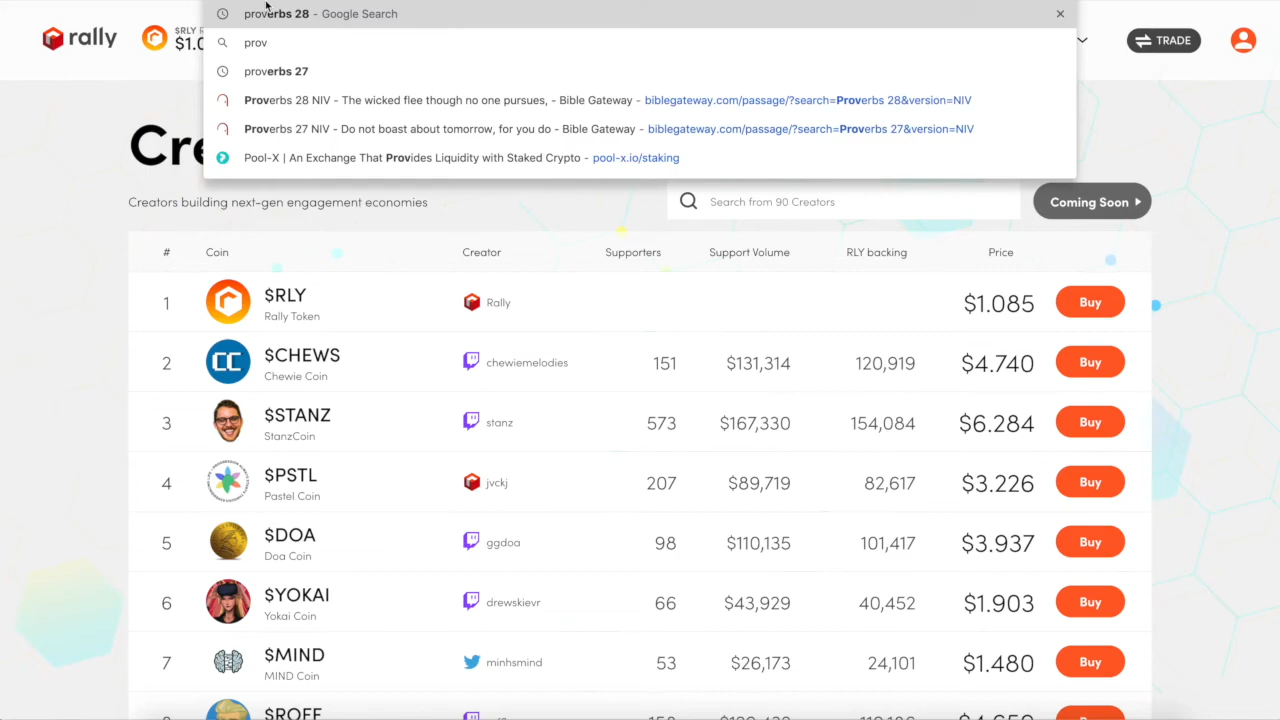 proverbs 28 - Google Search
prov
proverbs 27
Proverbs 28 NIV - The wicked flee though no one pursues, - Bible Gateway - biblegateway.com/passage/?search=Proverbs 28&version=NIV
Proverbs 27 NIV - Do not boast about tomorrow, for you do - Bible Gateway - biblegateway.com/passage/?search=Proverbs 27&version=NIV
Pool-X | An Exchange That Provides Liquidity with Staked Crypto - pool-x.io/staking
rally
$RLY
$1.0
TRADE
Cre
Creators building next-gen engagement economies
Search from 90 Creators
Coming Soon
# Coin Creator Supporters Support Volume RLY backing Price
1 $RLY Rally $1.085 Buy
Rally Token
2 $CHEWS chewiemelodies 151 $131,314 120,919 $4.740 Buy
Chewie Coin
3 $STANZ stanz 573 $167,330 154,084 $6.284 Buy
StanzCoin
4 $PSTL jvckj 207 $89,719 82,617 $3.226 Buy
Pastel Coin
5 $DOA ggdoa 98 $110,135 101,417 $3.937 Buy
Doa Coin
6 $YOKAI drewskievr 66 $43,929 40,452 $1.903 Buy
Yokai Coin
7 $MIND minhsmind 53 $26,173 24,101 $1.480 Buy
MIND Coin